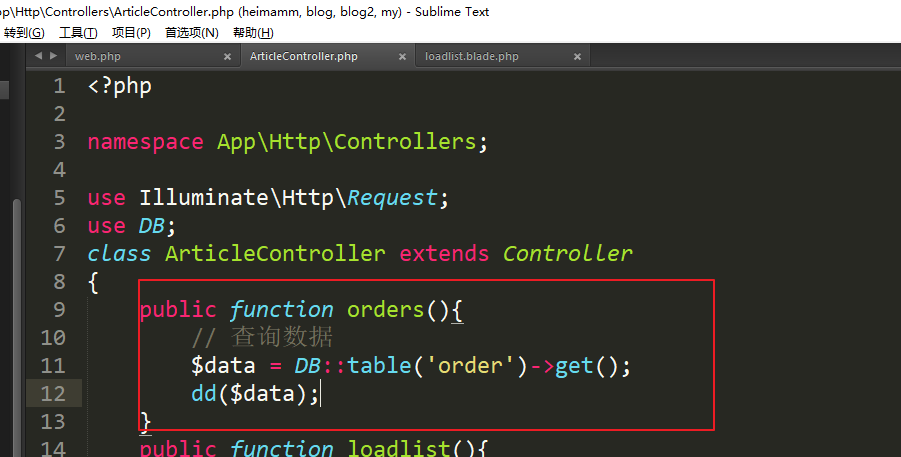 op\Http\Controllers\ArticleController.php (heimamm, blog, blog2, my) - Sublime Text
转到(G) 工具(T) 项目(P) 首选项(N) 帮助(H)
web.php × ArticleController.php × loadlist.blade.php ×
1 <?php
2
3 namespace App\Http\Controllers;
4
5 use Illuminate\Http\Request;
6 use DB;
7 class ArticleController extends Controller
8 {
9 public function orders(){
10 // 查询数据
11 $data = DB::table('order')->get();
12 dd($data);
13 }
14 public function loadlist(){